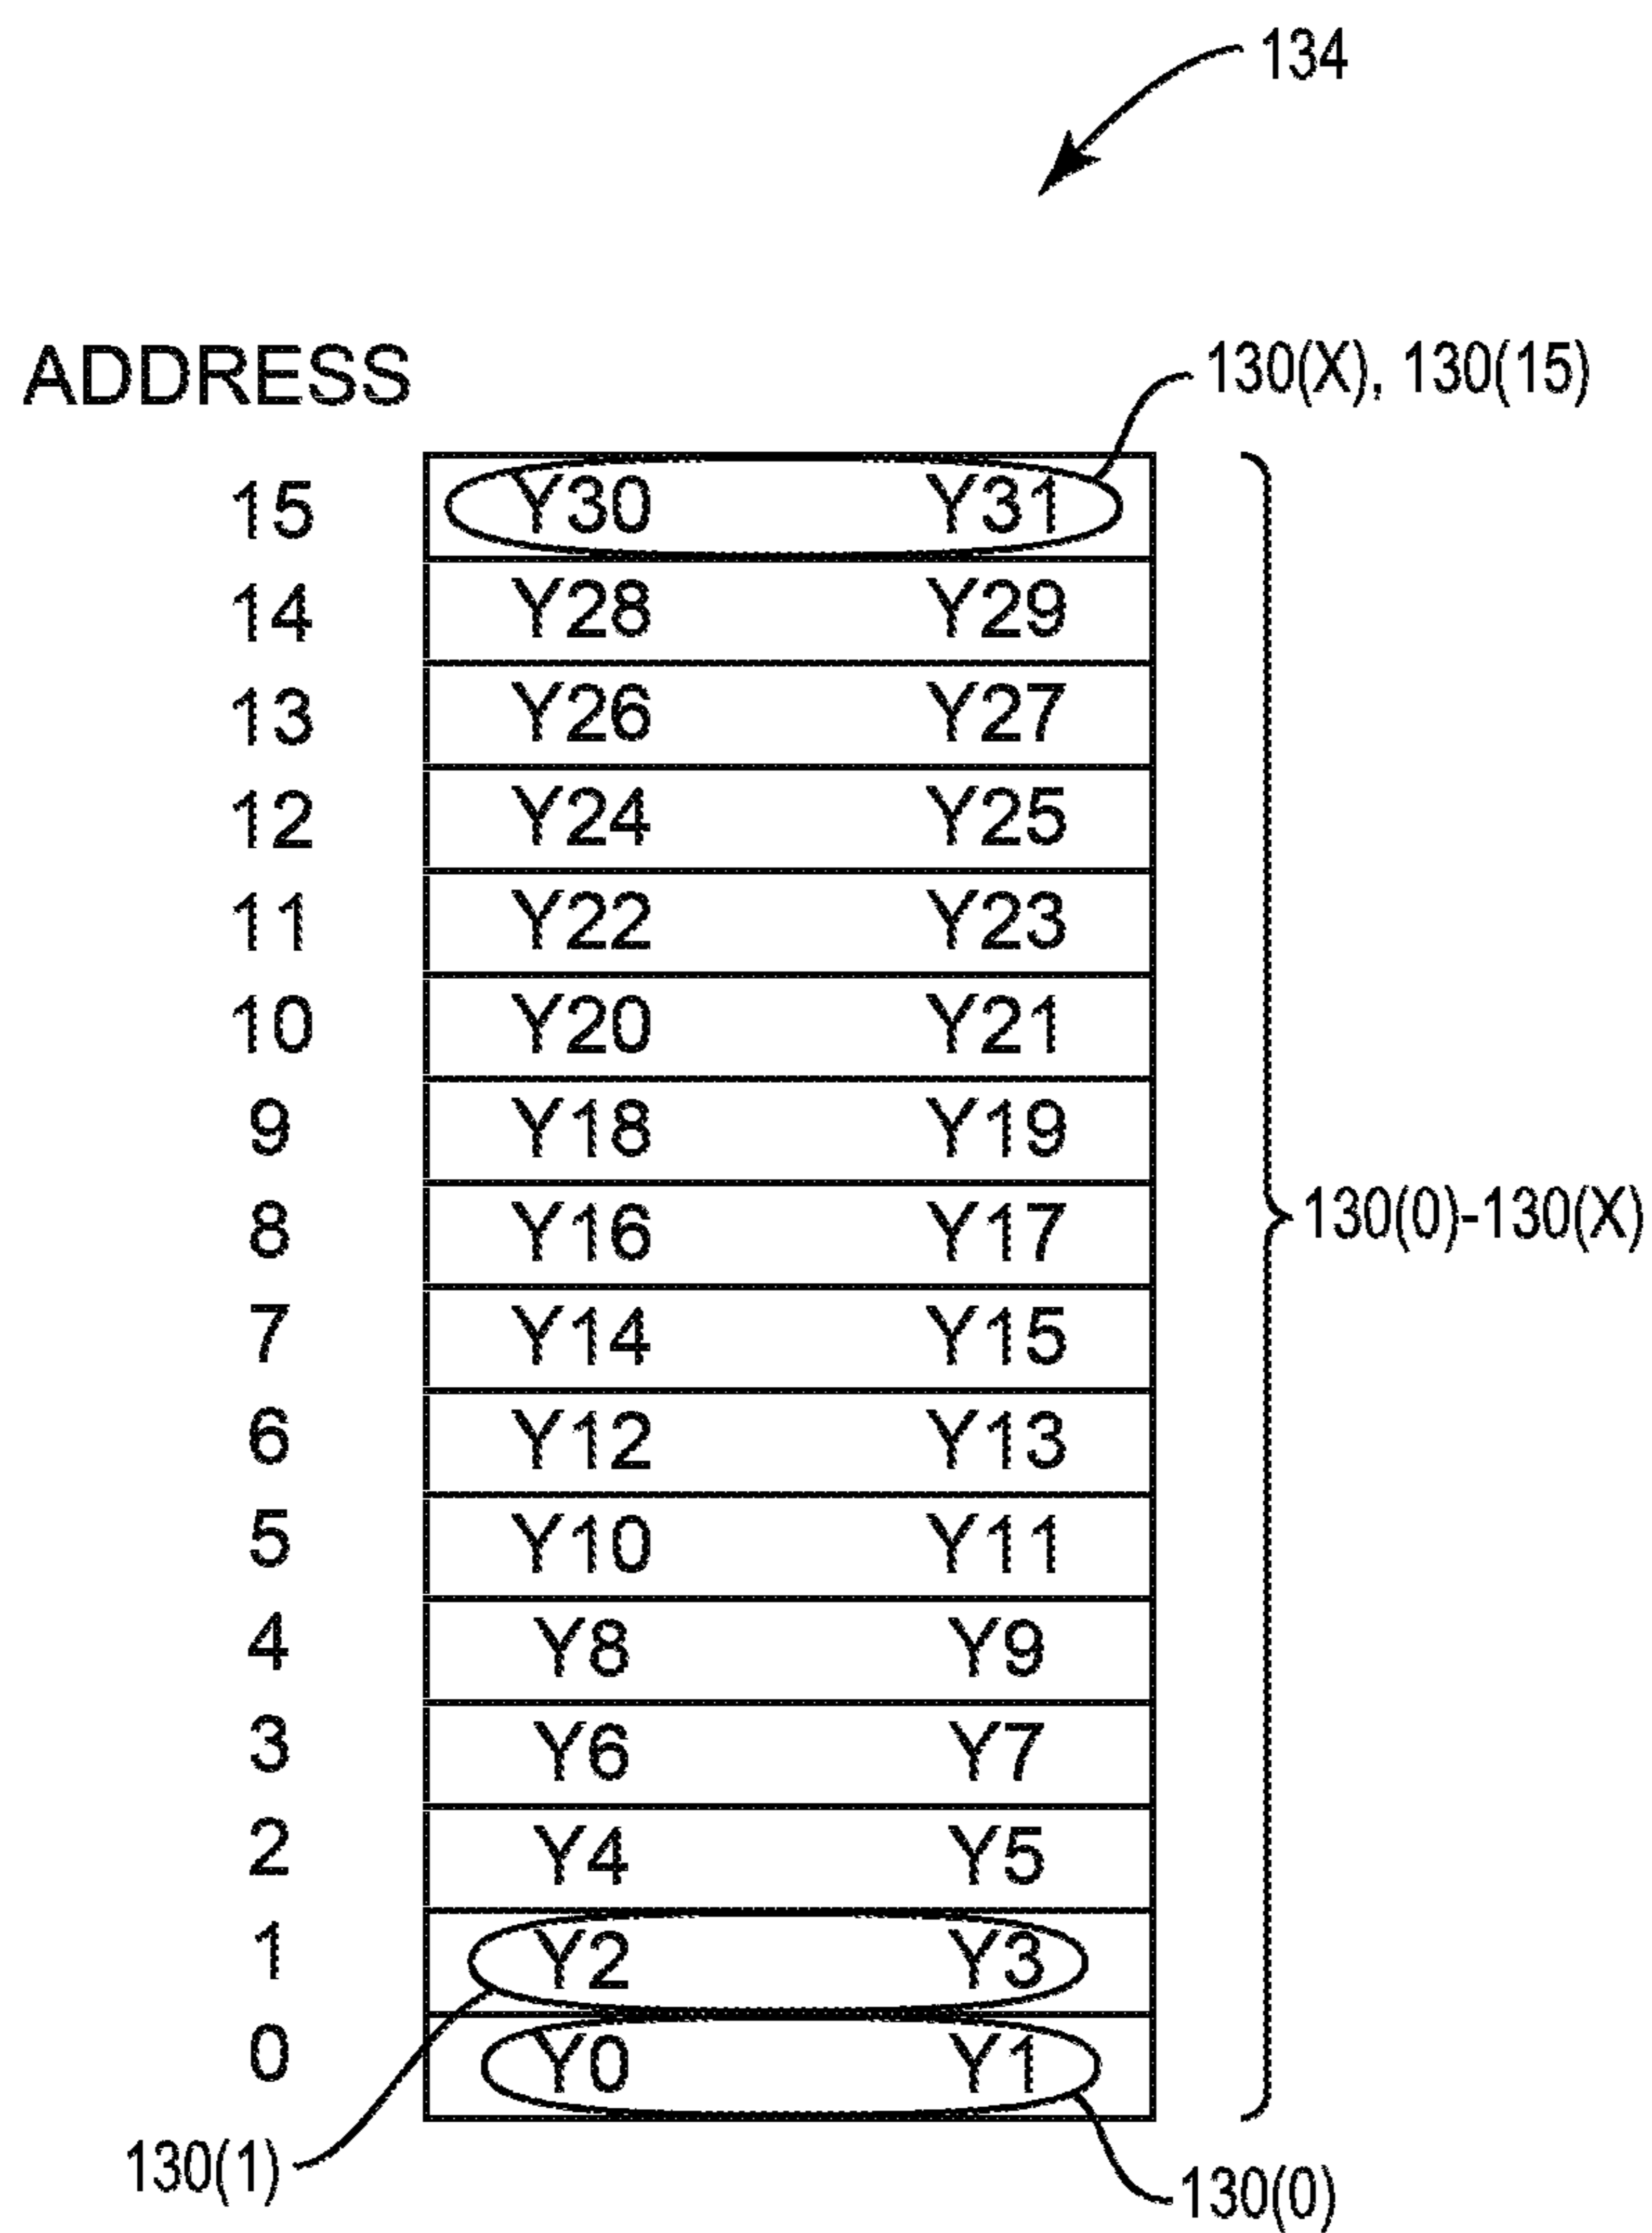 134
ADDRESS
130(X), 130(15)
15 Y30 Y31
14 Y28 Y29
13 Y26 Y27
12 Y24 Y25
11 Y22 Y23
10 Y20 Y21
9 Y18 Y19
8 Y16 Y17
130(0)-130(X)
7 Y14 Y15
6 Y12 Y13
5 Y10 Y11
4 Y8 Y9
3 Y6 Y7
2 Y4 Y5
1 Y2 Y3
0 Y0 Y1
130(1)
130(0)